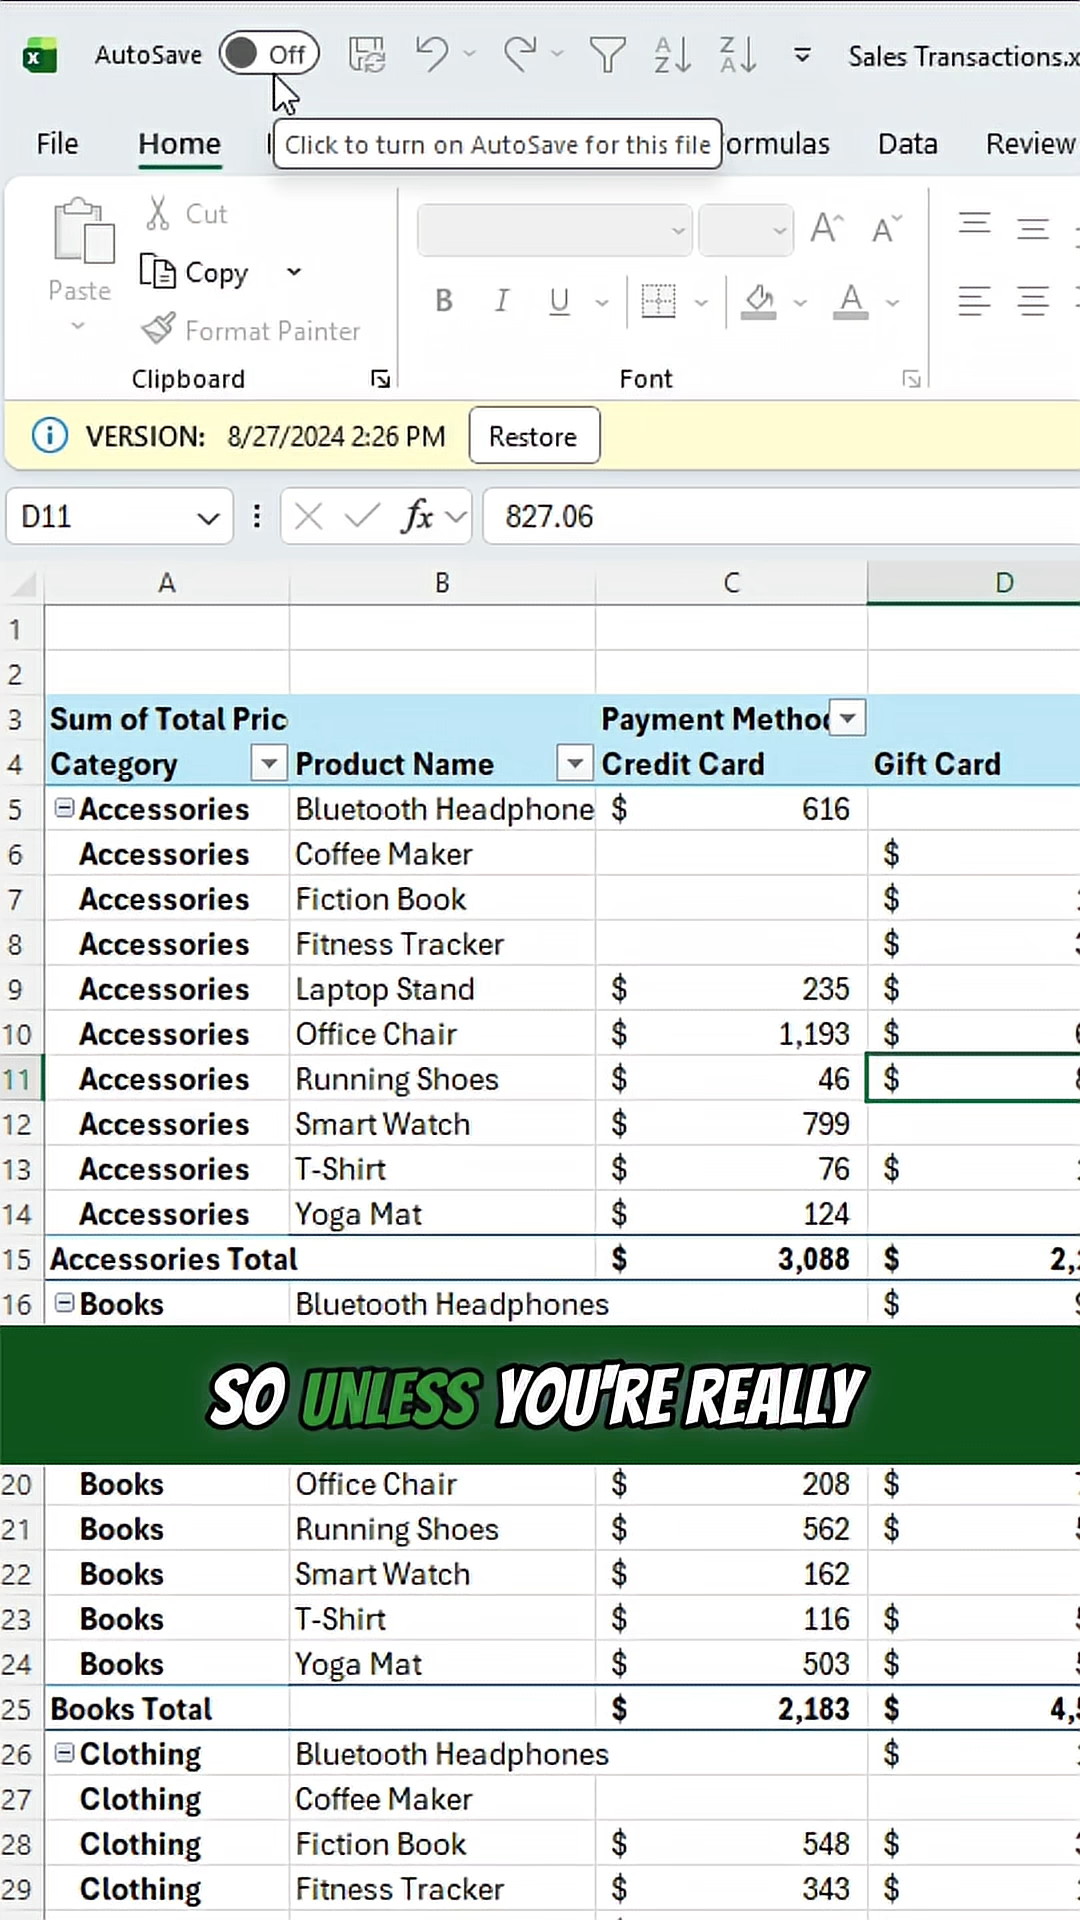 AutoSave Off Sales Transactions.x
Click to turn on AutoSave for this file
File Home ormulas Data Review
Cut
Copy
Paste
Format Painter
B I U A A A
Clipboard Font
VERSION: 8/27/2024 2:26 PM Restore
D11 fx 827.06
A B C D
1
2
3 Sum of Total Pric Payment Metho
4 Category Product Name Credit Card Gift Card
5 Accessories Bluetooth Headphone $ 616
6 Accessories Coffee Maker $
7 Accessories Fiction Book $
8 Accessories Fitness Tracker $
9 Accessories Laptop Stand $ 235 $
10 Accessories Office Chair $ 1,193 $
11 Accessories Running Shoes $ 46 $
12 Accessories Smart Watch $ 799
13 Accessories T-Shirt $ 76 $
14 Accessories Yoga Mat $ 124
15 Accessories Total $ 3,088 $ 2,
16 Books Bluetooth Headphones $
SO UNLESS YOU'RE REALLY
20 Books Office Chair $ 208 $
21 Books Running Shoes $ 562 $
22 Books Smart Watch $ 162
23 Books T-Shirt $ 116 $
24 Books Yoga Mat $ 503 $
25 Books Total $ 2,183 $ 4,
26 Clothing Bluetooth Headphones $
27 Clothing Coffee Maker
28 Clothing Fiction Book $ 548 $
29 Clothing Fitness Tracker $ 343 $